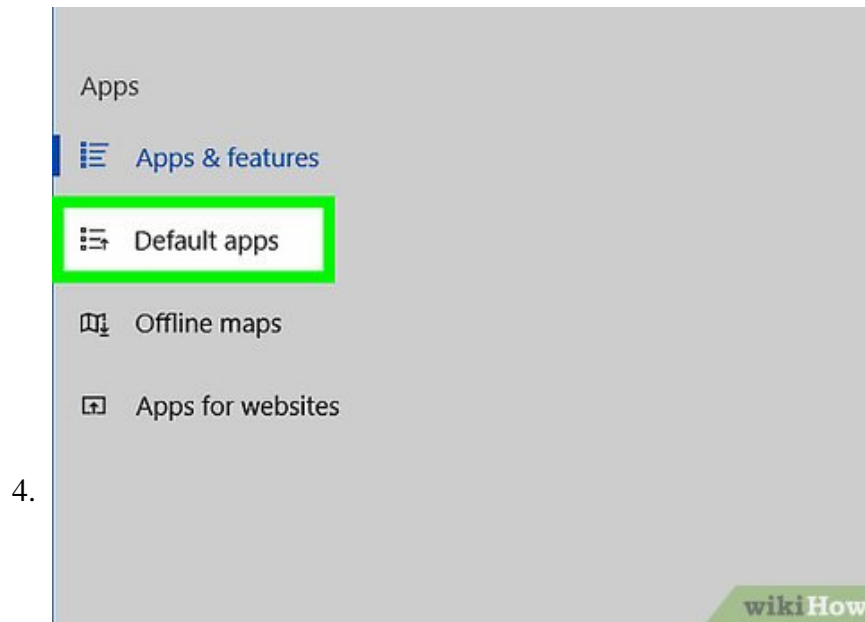 Apps
Apps & features
Default apps
Offline maps
Apps for websites
4.
wikiHow